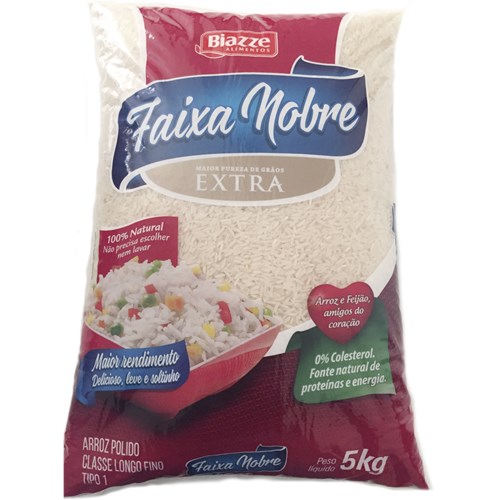 Biazze
ALIMENTOS
Faixa Nobre
MAIOR PUREZA DE GRÃOS
EXTRA
100% Natural
Não precisa escolher
nem lavar
Arroz e Feijão,
amigos do
coração
Maior rendimento
Delicioso, leve e soltinho
0% Colesterol.
Fonte natural de
proteínas e energia.
ARROZ POLIDO
CLASSE LONGO FINO
TIPO 1
Faixa Nobre
Peso
líquido 5kg